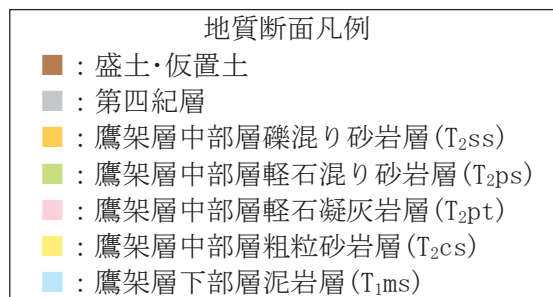 地質断面凡例
：盛土･仮置土
：第四紀層
：鷹架層中部層礫混り砂岩層(T₂ss)
：鷹架層中部層軽石混り砂岩層(T₂ps)
：鷹架層中部層軽石凝灰岩層(T₂pt)
：鷹架層中部層粗粒砂岩層(T₂cs)
：鷹架層下部層泥岩層(T₁ms)